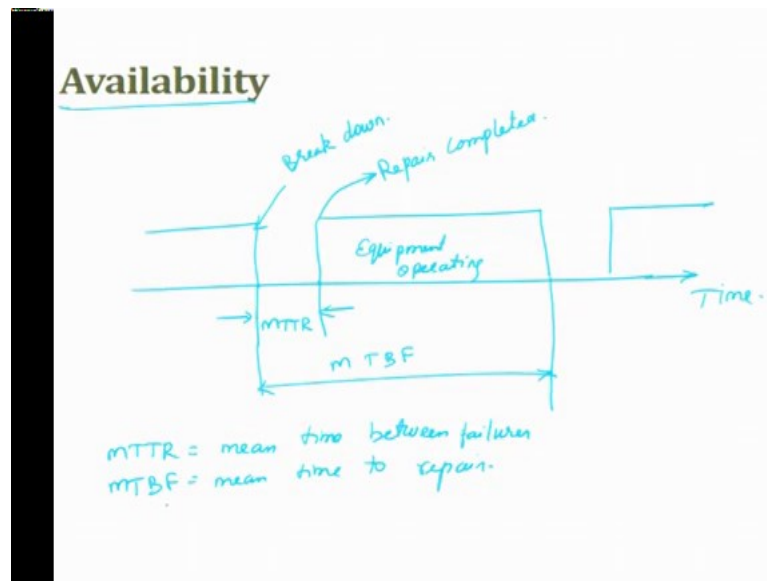 Availability
Break down.
Repair completed.
Equipment
operating
Time.
MTTR
MTBF
MTTR = mean time between failures
MTBF = mean time to repair.